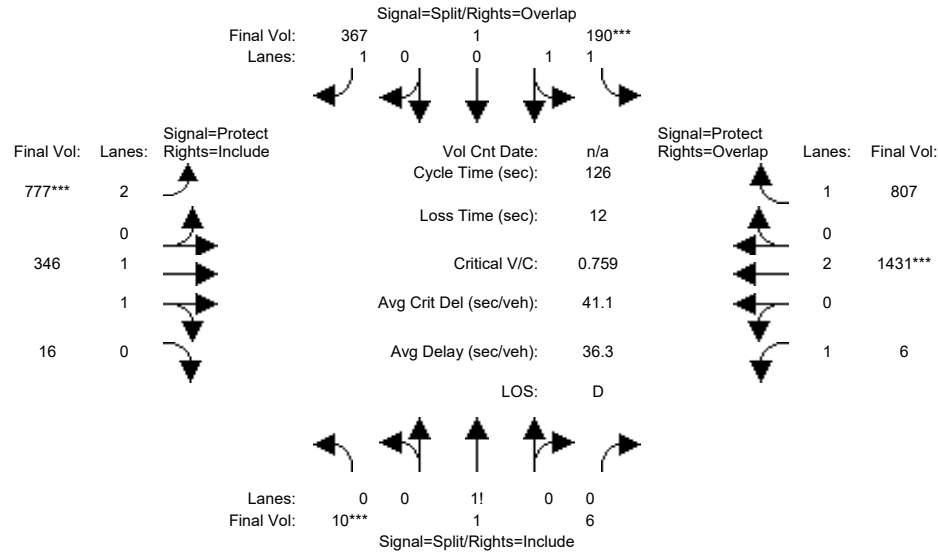 Signal=Split/Rights=Overlap
Final Vol: 367 1 190***
Lanes: 1 0 0 1 1
Signal=Protect Signal=Protect
Final Vol: Lanes: Rights=Include Vol Cnt Date: n/a Rights=Overlap Lanes: Final Vol:
Cycle Time (sec): 126
777*** 2 1 807
Loss Time (sec): 12
0 0
346 1 Critical V/C: 0.759 2 1431***
1 Avg Crit Del (sec/veh): 41.1 0
16 0 Avg Delay (sec/veh): 36.3 1 6
LOS: D
Lanes: 0 0 1! 0 0
Final Vol: 10*** 1 6
Signal=Split/Rights=Include